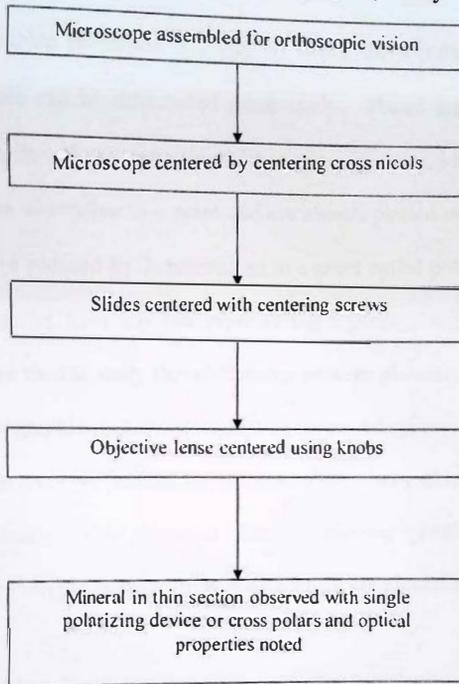 Microscope assembled for orthoscopic vision
Microscope centered by centering cross nicols
Slides centered with centering screws
Objective lense centered using knobs
Mineral in thin section observed with single
polarizing device or cross polars and optical
properties noted